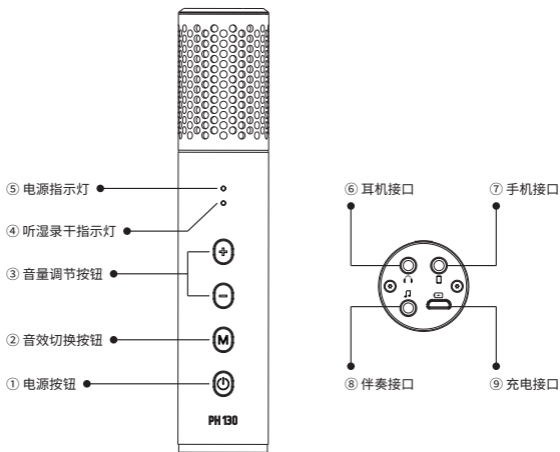 ⑤ 电源指示灯
④ 听湿录干指示灯
③ 音量调节按钮
② 音效切换按钮
① 电源按钮
M
PH130
⑥ 耳机接口
⑦ 手机接口
⑧ 伴奏接口
⑨ 充电接口